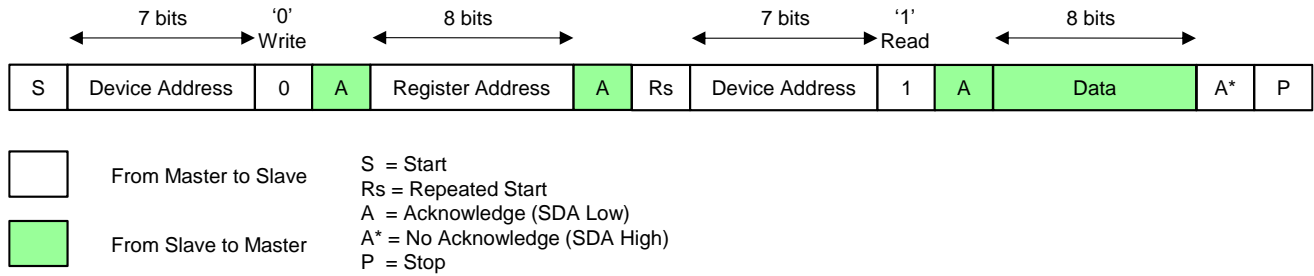 7 bits ‘0’ 8 bits 7 bits ‘1’ 8 bits
Write Read
S Device Address 0 A Register Address A Rs Device Address 1 A Data A* P
From Master to Slave
From Slave to Master
S = Start
Rs = Repeated Start
A = Acknowledge (SDA Low)
A* = No Acknowledge (SDA High)
P = Stop